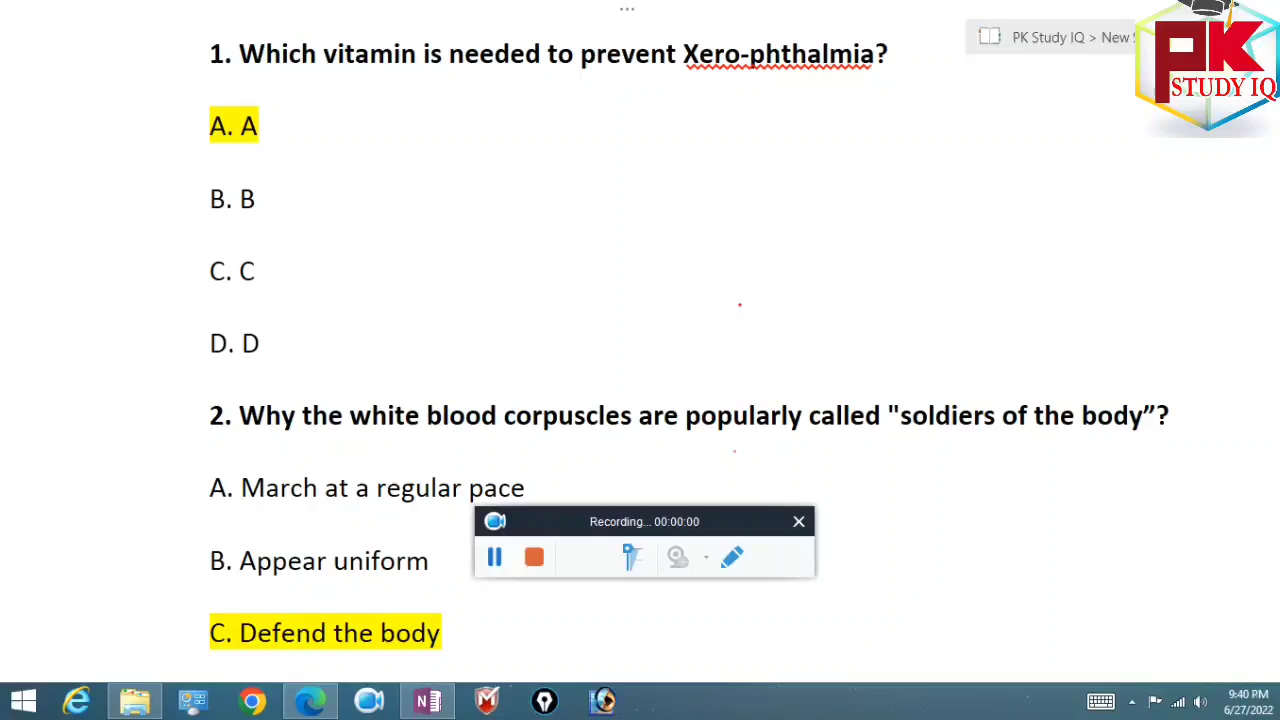 ...
1. Which vitamin is needed to prevent Xero-phthalmia?
PK Study IQ > New S
PK
STUDY IQ
A. A
B. B
C. C
D. D
2. Why the white blood corpuscles are popularly called "soldiers of the body”?
A. March at a regular pace
Recording... 00:00:00
B. Appear uniform
C. Defend the body
9:40 PM
6/27/2022